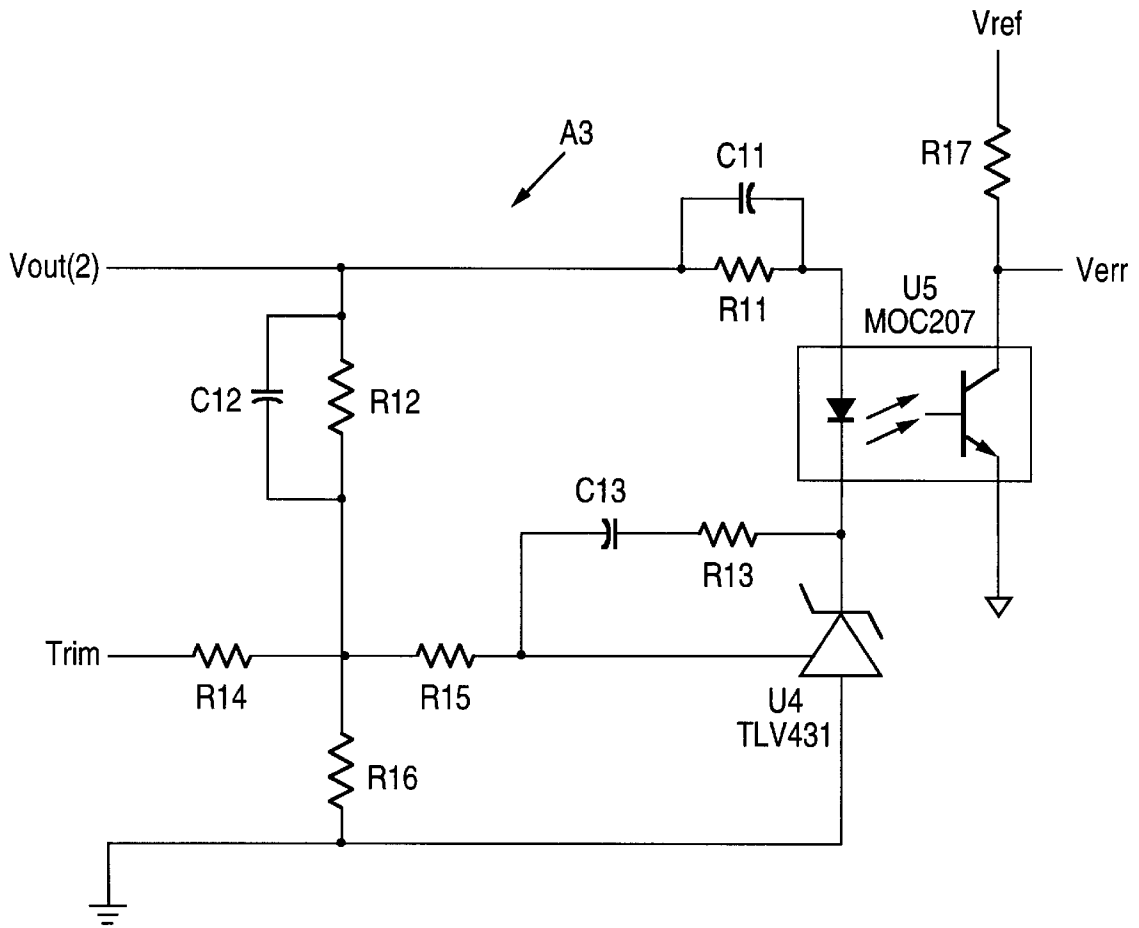 Vref
A3
C11
R17
Vout(2)
R11
Verr
U5
MOC207
C12
R12
C13
R13
Trim
R14
R15
U4
TLV431
R16